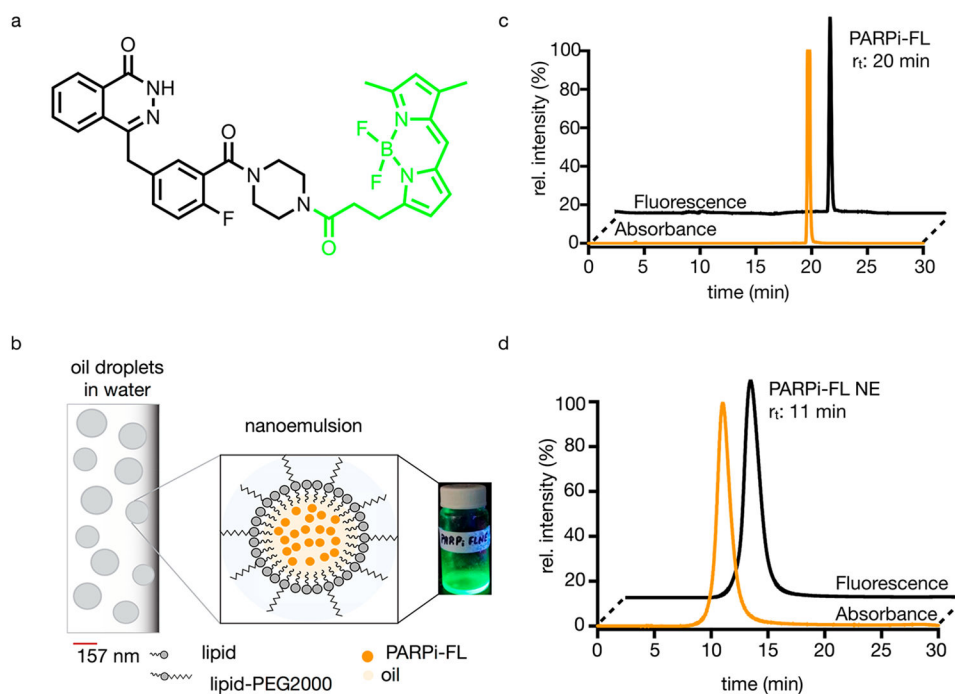 a
O
NH
N
O
N
F
N
O
F
F
B
N
N
b
oil droplets
in water
nanoemulsion
PARPi FLNE
157 nm
lipid
lipid-PEG2000
PARPi-FL
oil
c
PARPi-FL
rt: 20 min
rel. intensity (%)
100
80
60
40
20
0
Fluorescence
Absorbance
0 5 10 15 20 25 30
time (min)
d
PARPi-FL NE
rt: 11 min
rel. intensity (%)
100
80
60
40
20
0
Fluorescence
Absorbance
0 5 10 15 20 25 30
time (min)